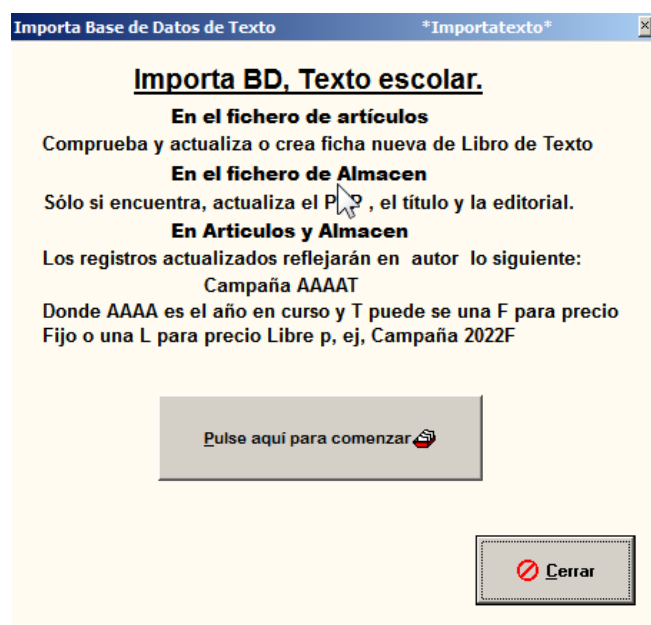 Importa Base de Datos de Texto *Importatexto*
Importa BD, Texto escolar.
En el fichero de artículos
Comprueba y actualiza o crea ficha nueva de Libro de Texto
En el fichero de Almacen
Sólo si encuentra, actualiza el , el título y la editorial.
En Articulos y Almacen
Los registros actualizados reflejarán en autor lo siguiente:
Campaña AAAAT
Donde AAAA es el año en curso y T puede se una F para precio
Fijo o una L para precio Libre p, ej, Campaña 2022F
Pulse aquí para comenzar
Cerrar